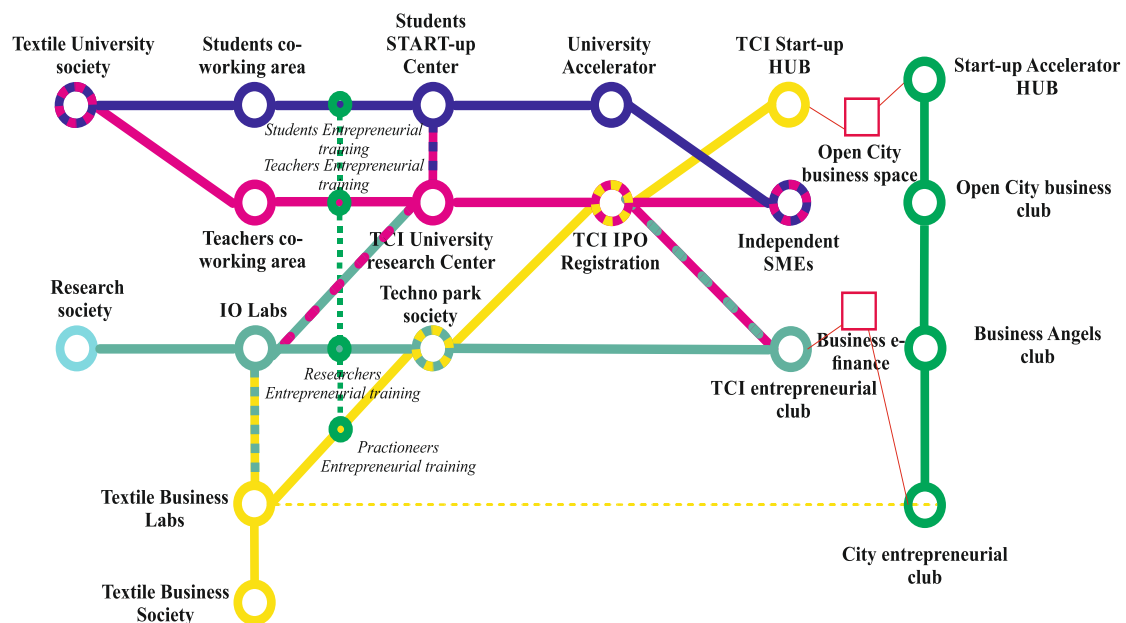 Textile University
society
Students co-
working area
Students
START-up
Center
University
Accelerator
TCI Start-up
HUB
Start-up Accelerator
HUB
Students Entrepreneurial
training
Teachers Entrepreneurial
training
Open City
business space
Open City business
club
Teachers co-
working area
TCI University
research Center
TCI IPO
Registration
Independent
SMEs
Research
society
IO Labs
Techno park
society
Business e-
finance
Business Angels
club
Researchers
Entrepreneurial training
TCI entrepreneurial
club
Practioneers
Entrepreneurial training
Textile Business
Labs
City entrepreneurial
club
Textile Business
Society